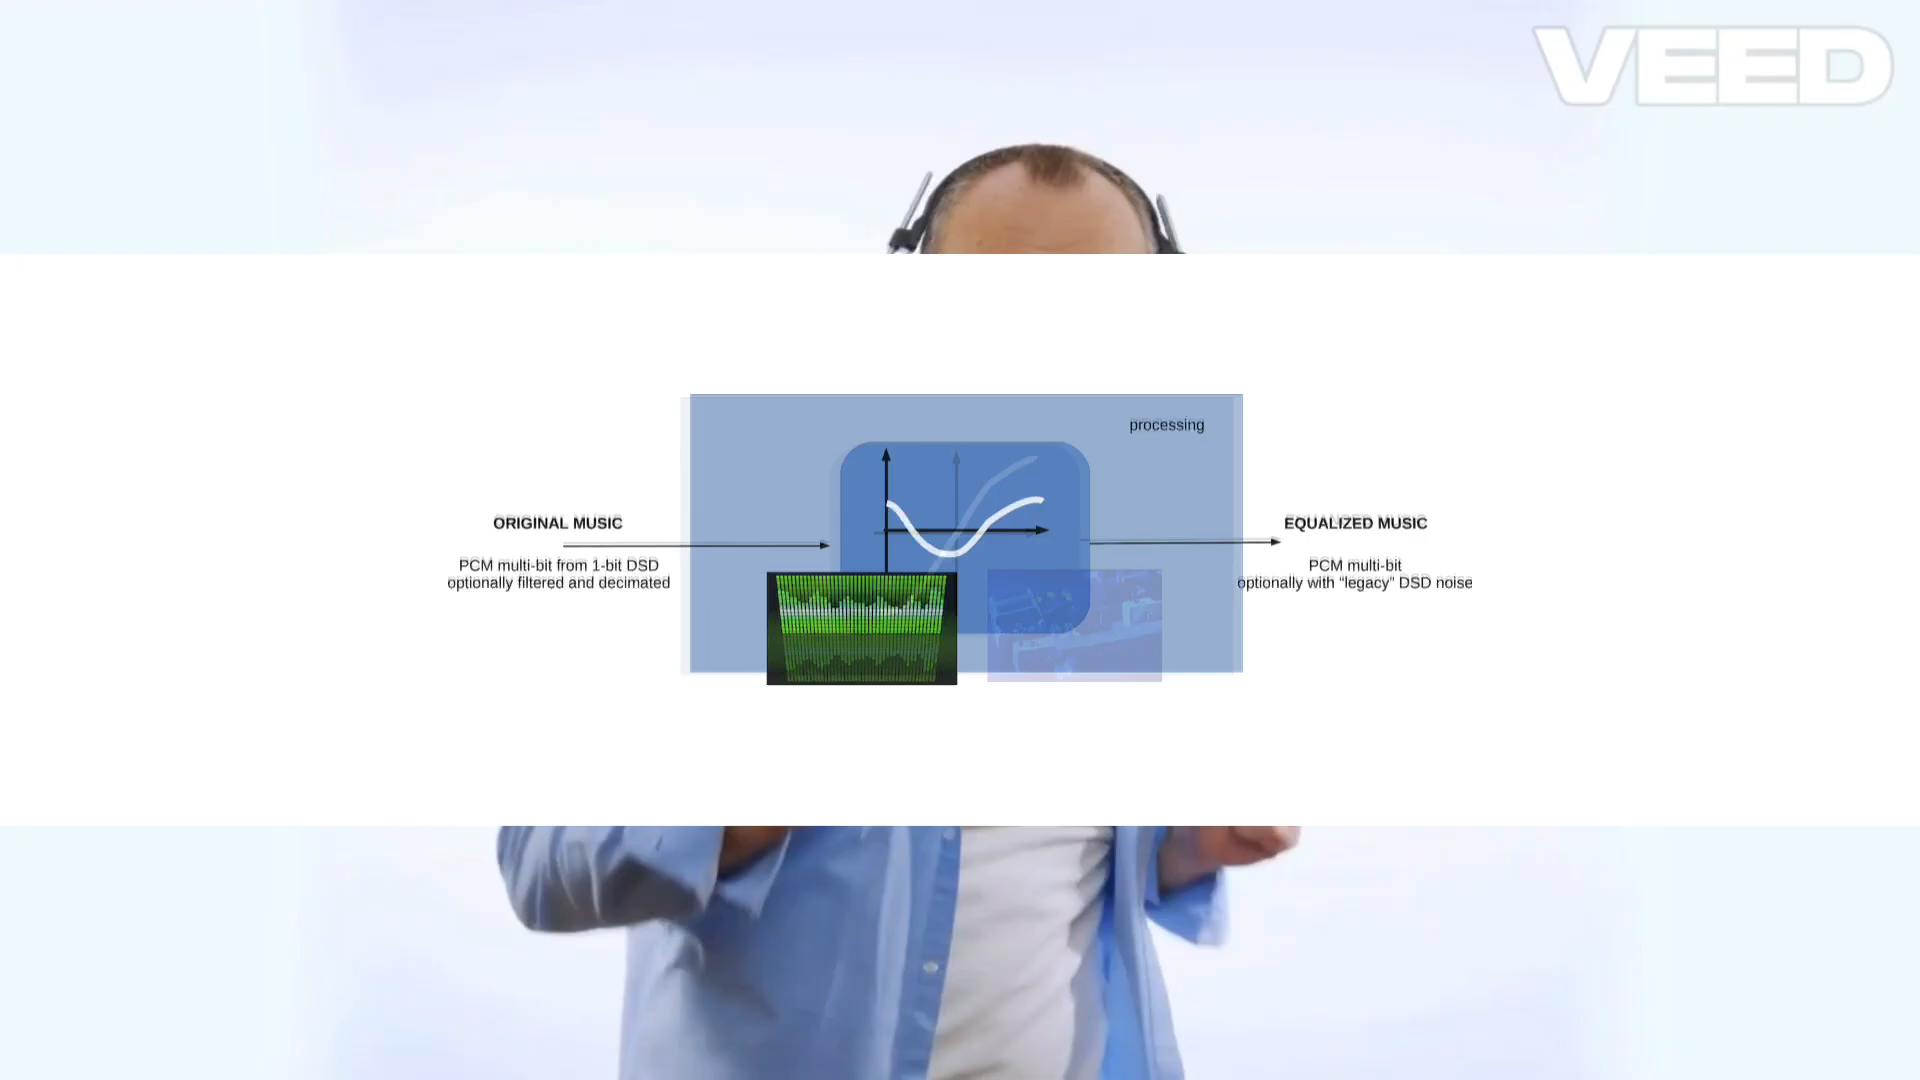 VEED
processing
ORIGINAL MUSIC
PCM multi-bit from 1-bit DSD
optionally filtered and decimated
EQUALIZED MUSIC
PCM multi-bit
optionally with “legacy” DSD noise